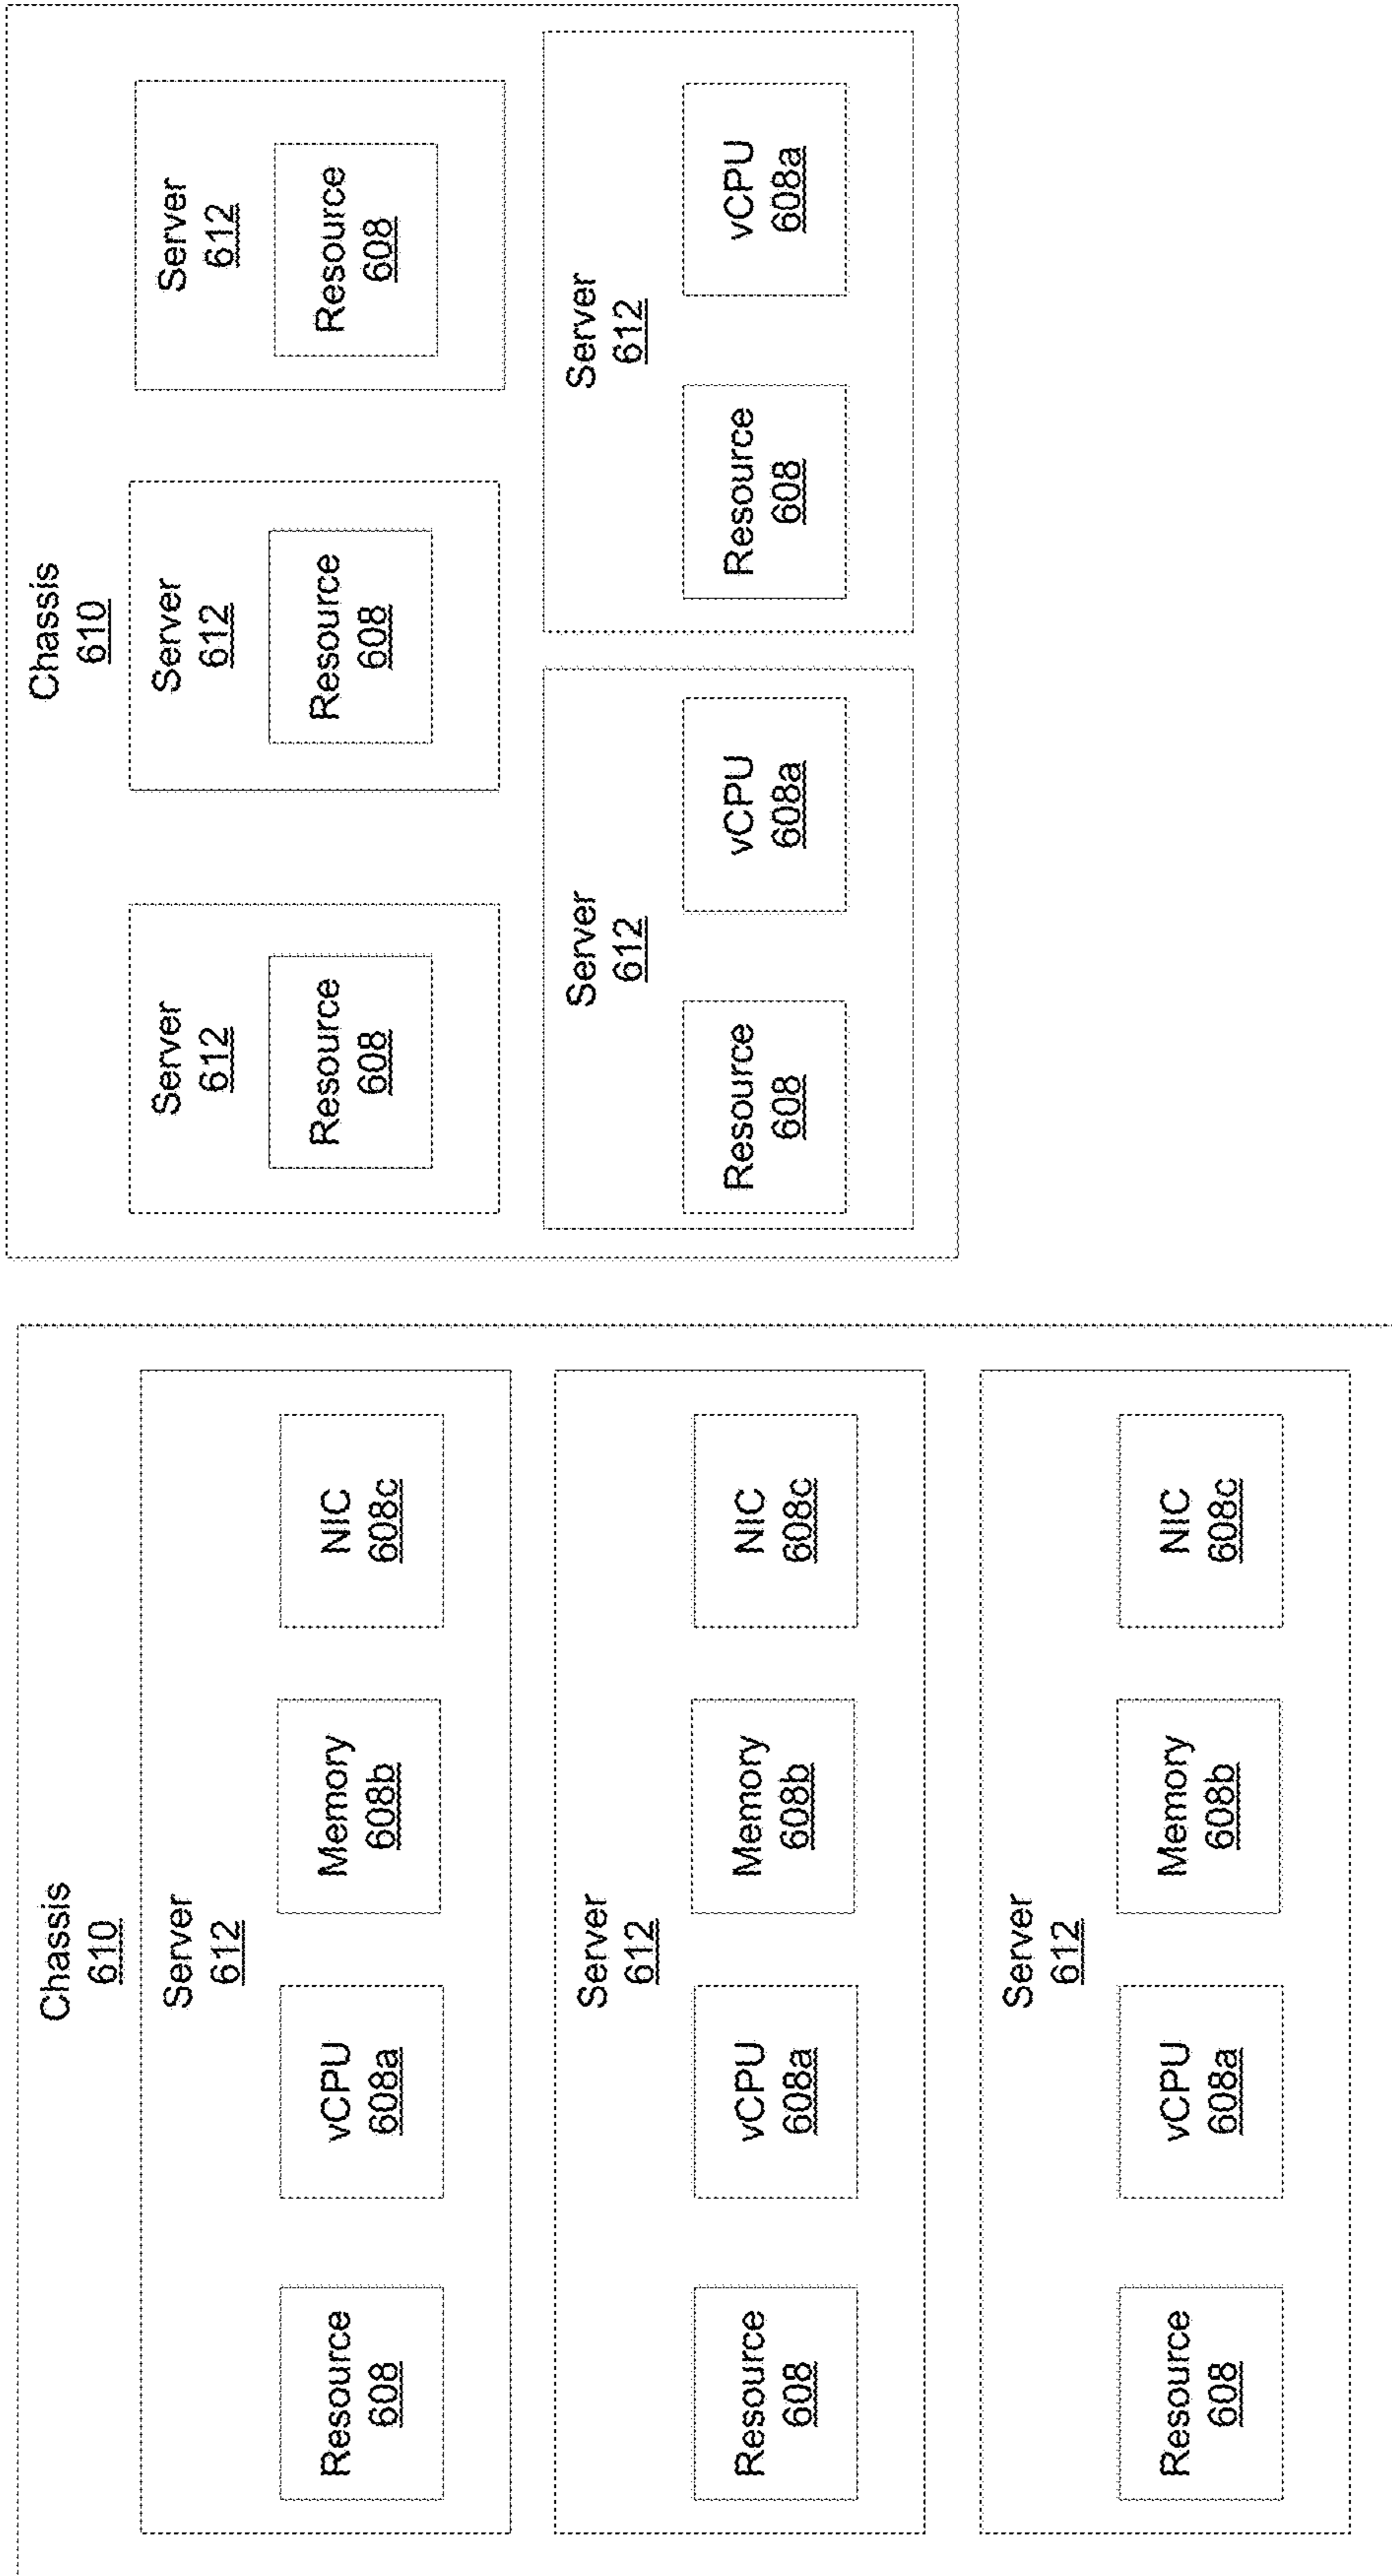 Chassis
610
Server
612
Resource
608
vCPU
608a
Memory
608b
NIC
608c
Server
612
Resource
608
vCPU
608a
Memory
608b
NIC
608c
Server
612
Resource
608
vCPU
608a
Memory
608b
NIC
608c
Chassis
610
Server
612
Resource
608
Server
612
Resource
608
Server
612
Resource
608
Server
612
Resource
608
vCPU
608a
Server
612
Resource
608
vCPU
608a